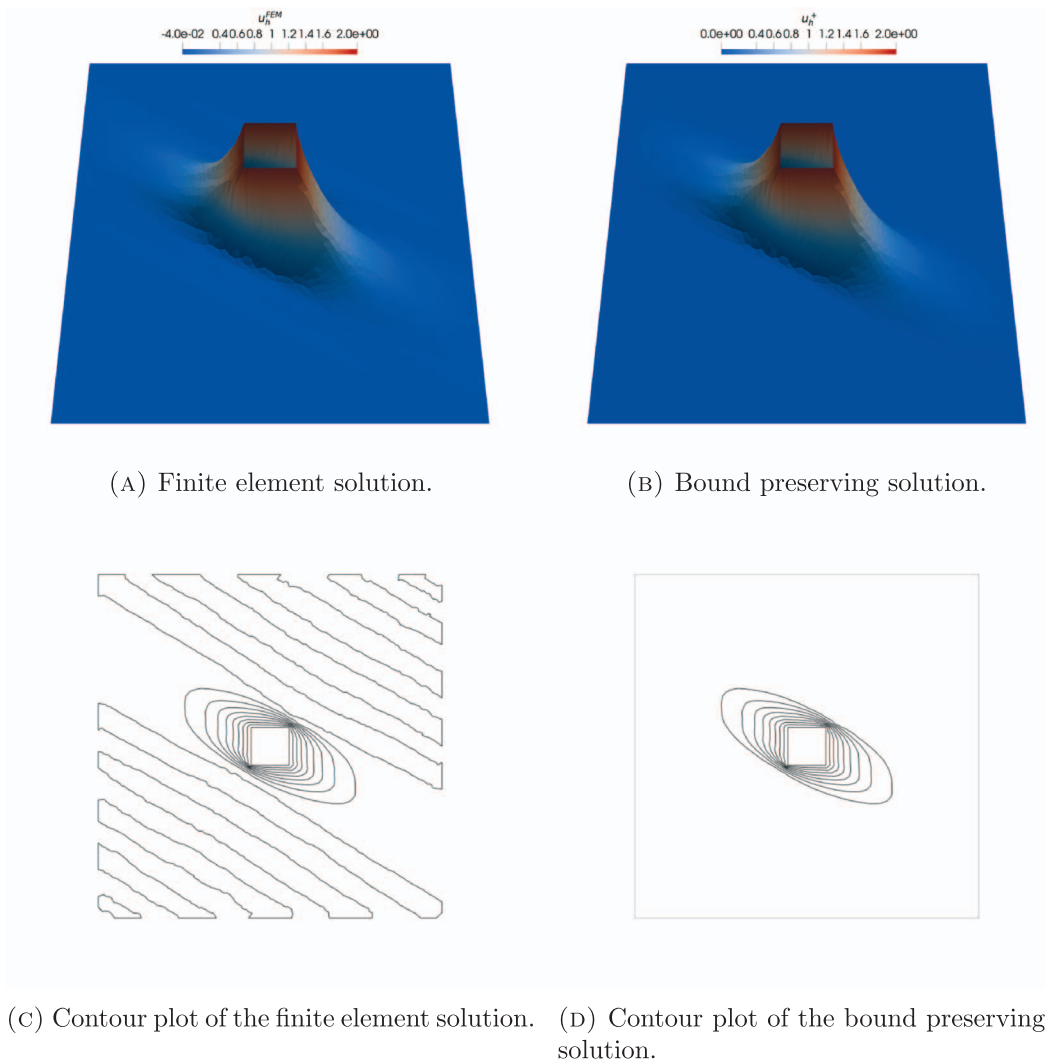 u_h^{FEM}
-4.0e-02 0.4 0.6 0.8 1 1.2 1.4 1.6 2.0e+00
u_h^+
0.0e+00 0.4 0.6 0.8 1 1.2 1.4 1.6 2.0e+00
(A) Finite element solution.
(B) Bound preserving solution.
(C) Contour plot of the finite element solution.
(D) Contour plot of the bound preserving
solution.